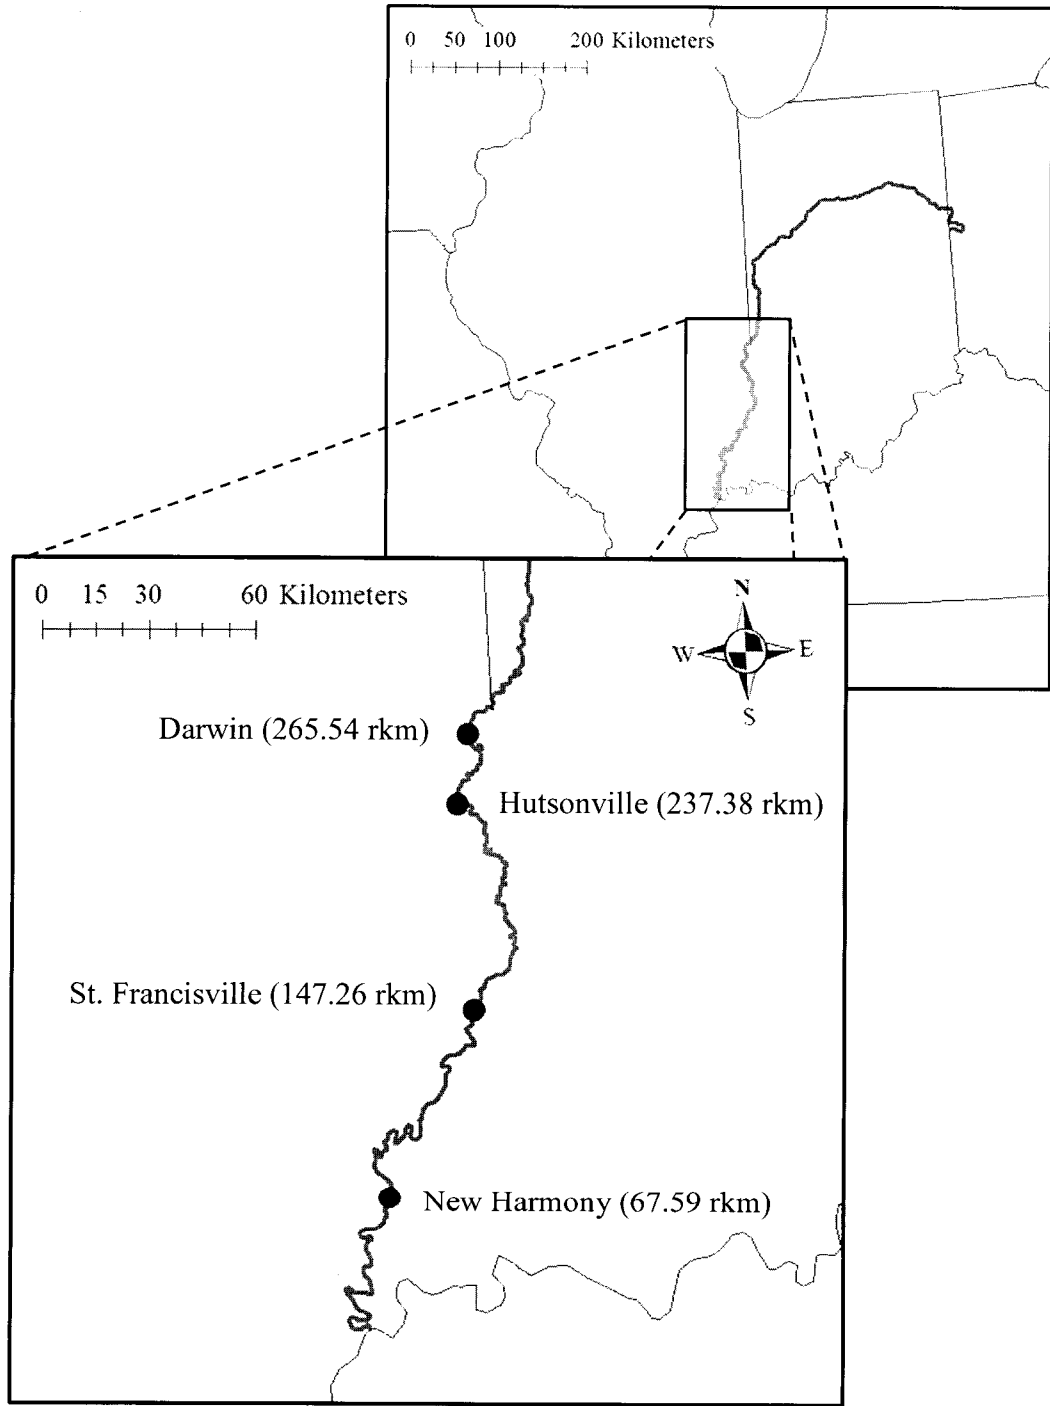 0 50 100 200 Kilometers
0 15 30 60 Kilometers
N
W E
S
Darwin (265.54 rkm)
Hutsonville (237.38 rkm)
St. Francisville (147.26 rkm)
New Harmony (67.59 rkm)